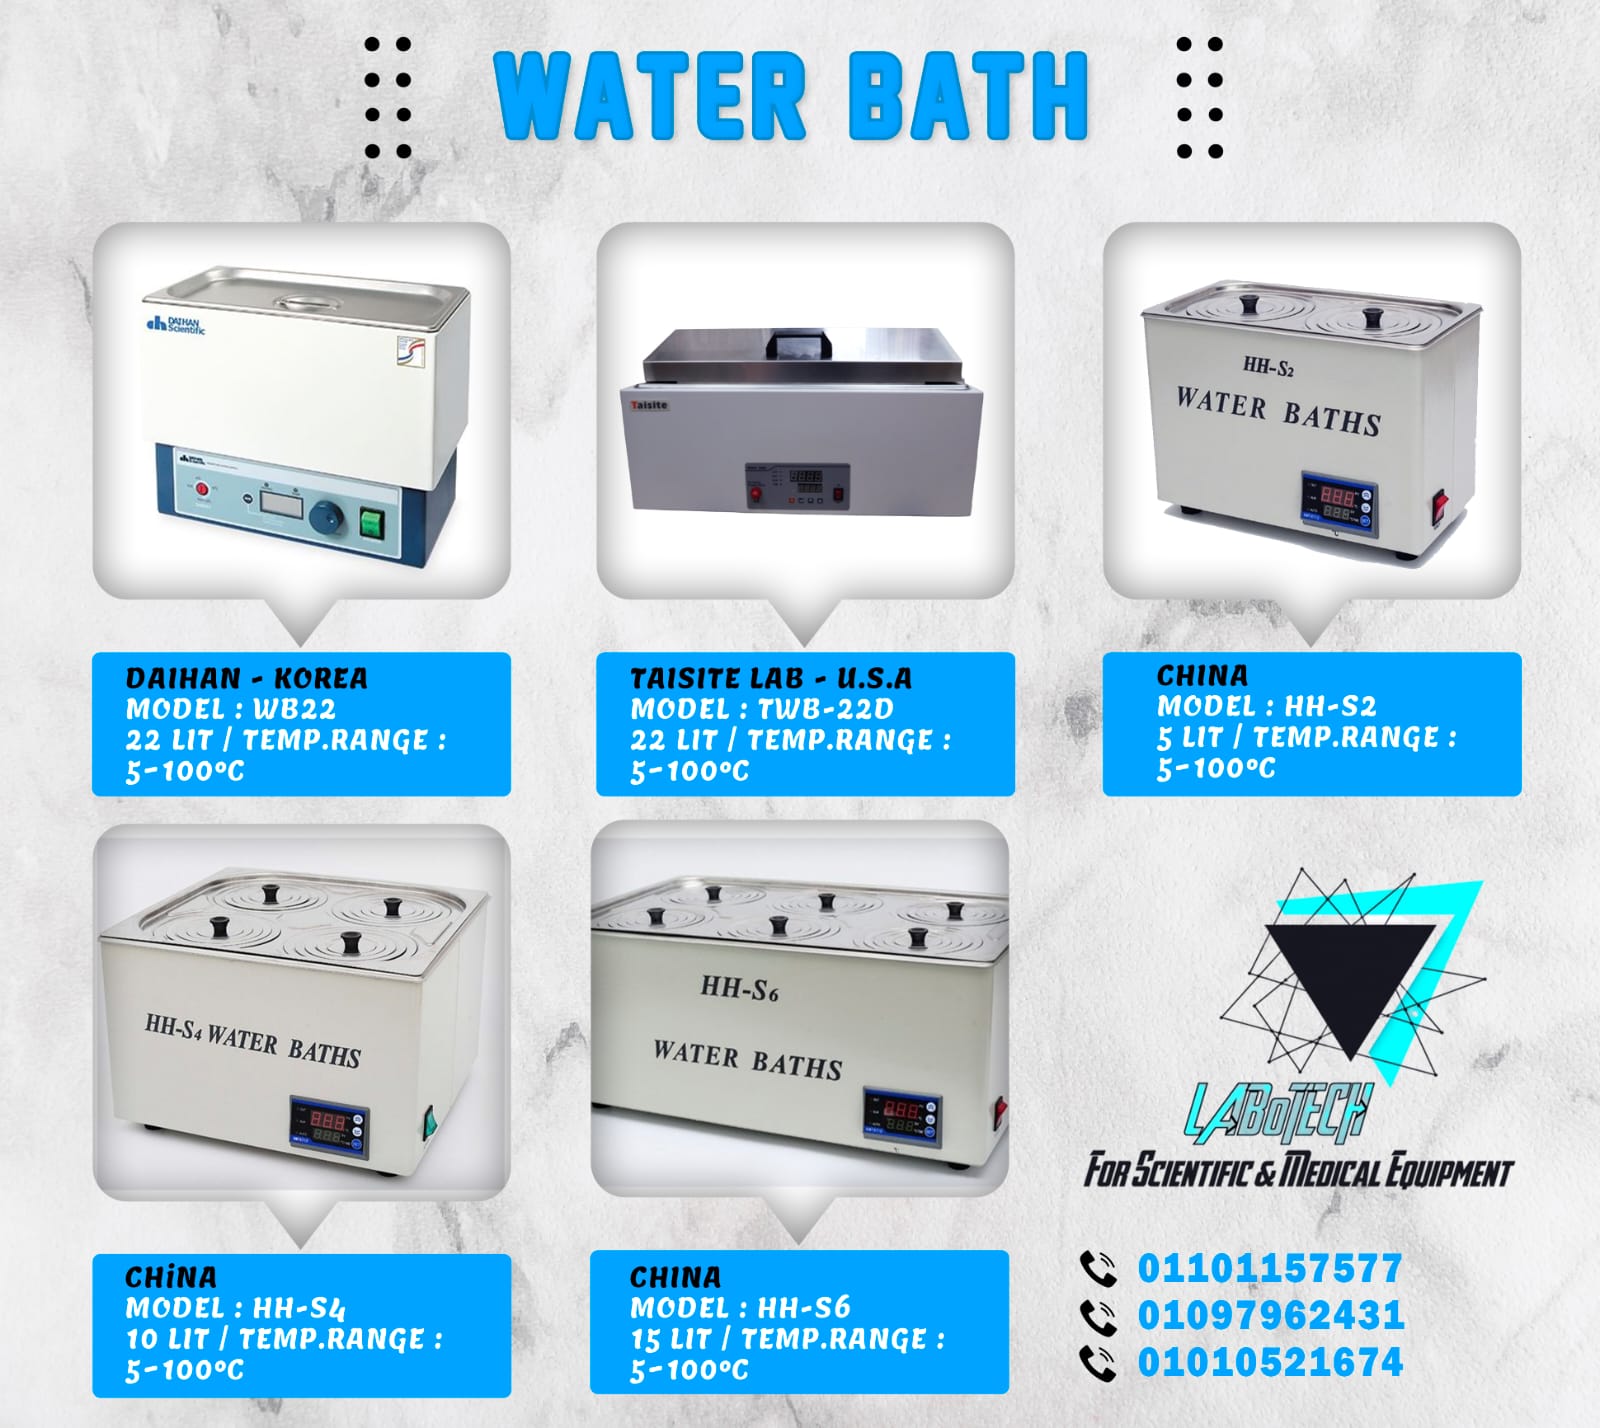 WATER BATH
DAIHAN
Scientific
Taisite
HH-S2
WATER BATHS
DAIHAN - KOREA
MODEL : WB22
22 LIT / TEMP.RANGE :
5-100°C
TAISITE LAB - U.S.A
MODEL : TWB-22D
22 LIT / TEMP.RANGE :
5-100°C
CHINA
MODEL : HH-S2
5 LIT / TEMP.RANGE :
5-100°C
HH-S4 WATER BATHS
HH-S6
WATER BATHS
LABOTECH
FOR SCIENTIFIC & MEDICAL EQUIPMENT
CHiNA
MODEL : HH-S4
10 LIT / TEMP.RANGE :
5-100°C
CHINA
MODEL : HH-S6
15 LIT / TEMP.RANGE :
5-100°C
01101157577
01097962431
01010521674